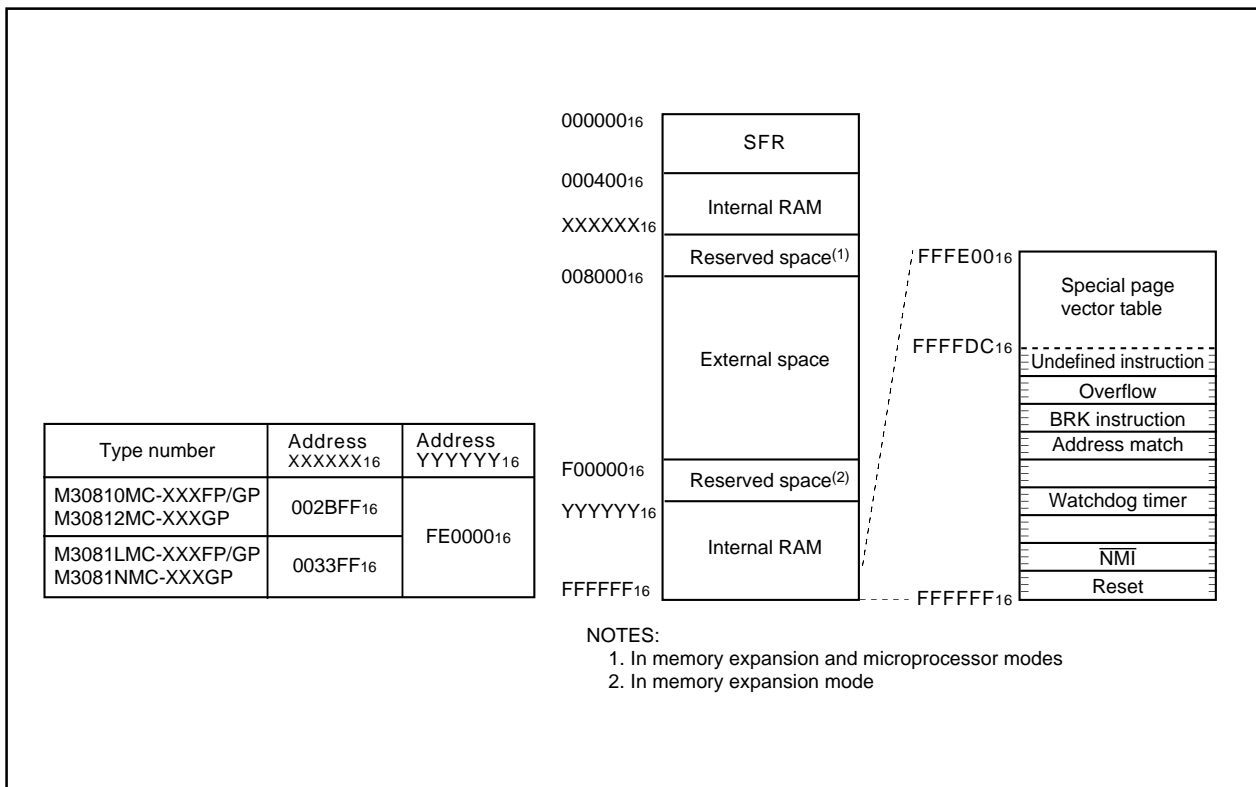 Type number
Address
XXXXXX16
Address
YYYYYY16
M30810MC-XXXFP/GP
M30812MC-XXXGP
002BFF16
FE000016
M3081LMC-XXXFP/GP
M3081NMC-XXXGP
0033FF16
00000016
SFR
00040016
Internal RAM
XXXXXX16
Reserved space(1)
00800016
External space
F0000016
Reserved space(2)
YYYYYY16
Internal RAM
FFFFFF16
FFFE0016
Special page
vector table
FFFFDC16
Undefined instruction
Overflow
BRK instruction
Address match
Watchdog timer
NMI
Reset
FFFFFF16
NOTES:
1. In memory expansion and microprocessor modes
2. In memory expansion mode